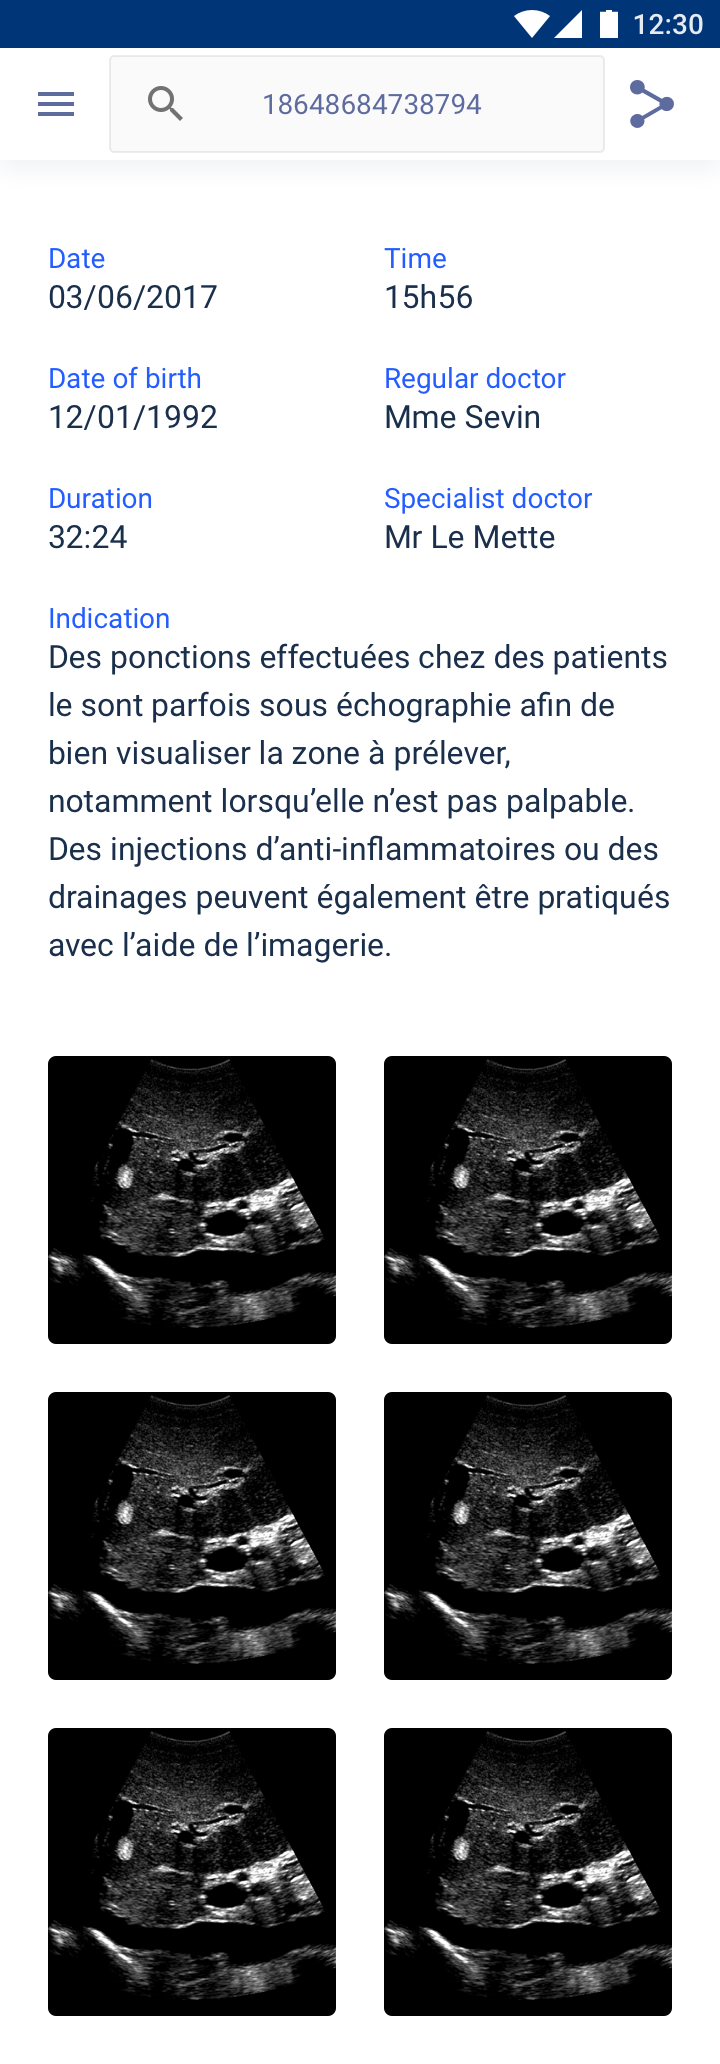 12:30
18648684738794
Date
03/06/2017
Time
15h56
Date of birth
12/01/1992
Regular doctor
Mme Sevin
Duration
32:24
Specialist doctor
Mr Le Mette
Indication
Des ponctions effectuées chez des patients
le sont parfois sous échographie afin de
bien visualiser la zone à prélever,
notamment lorsqu’elle n’est pas palpable.
Des injections d’anti-inflammatoires ou des
drainages peuvent également être pratiqués
avec l’aide de l’imagerie.